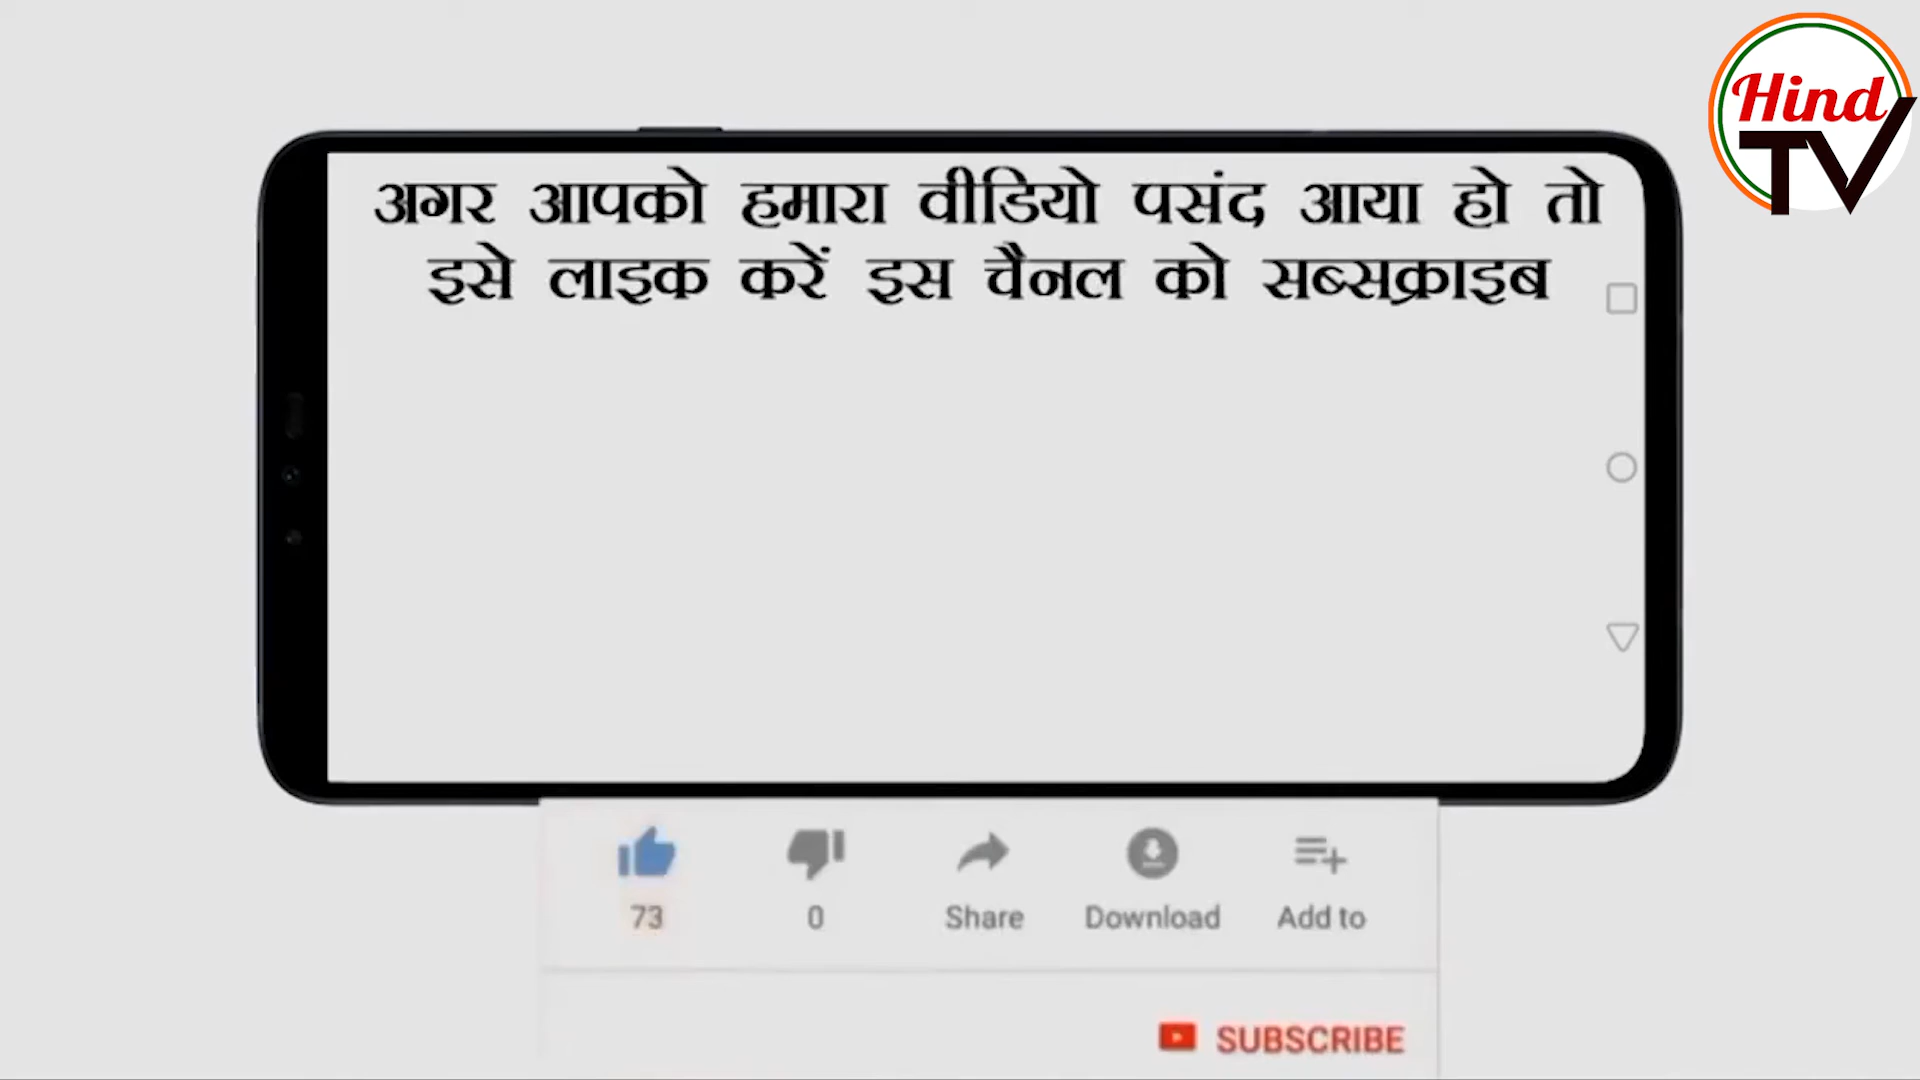 Hind
TV
अगर आपको हमारा वीडियो पसंद आया हो तो
इसे लाइक करें इस चैनल को सब्सक्राइब
73 0 Share Download Add to
SUBSCRIBE